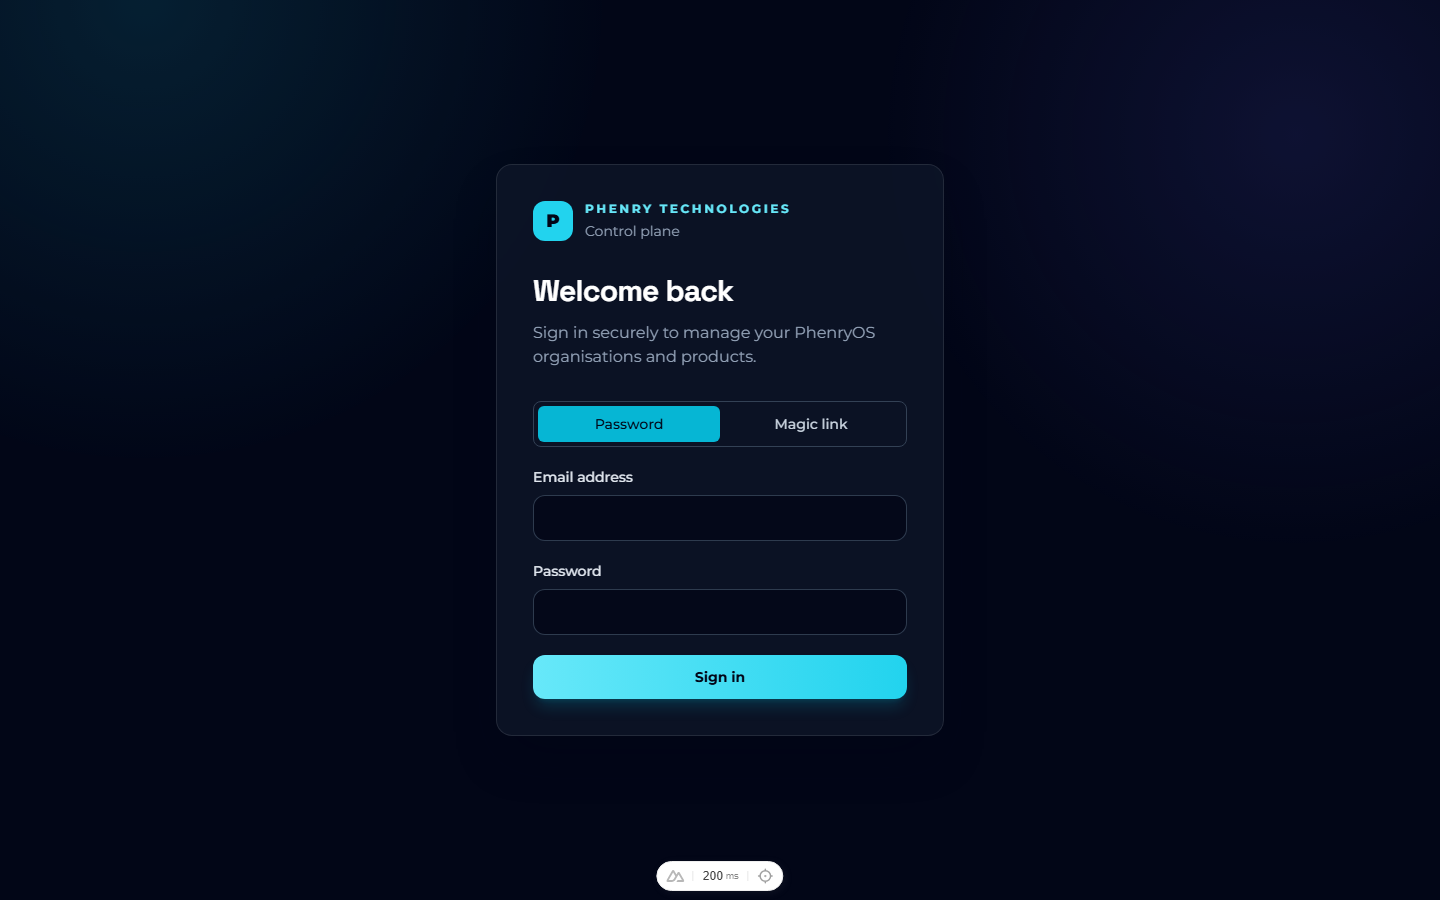 P
PHENRY TECHNOLOGIES
Control plane
Welcome back
Sign in securely to manage your PhenryOS
organisations and products.
Password
Magic link
Email address
Password
Sign in
200 ms